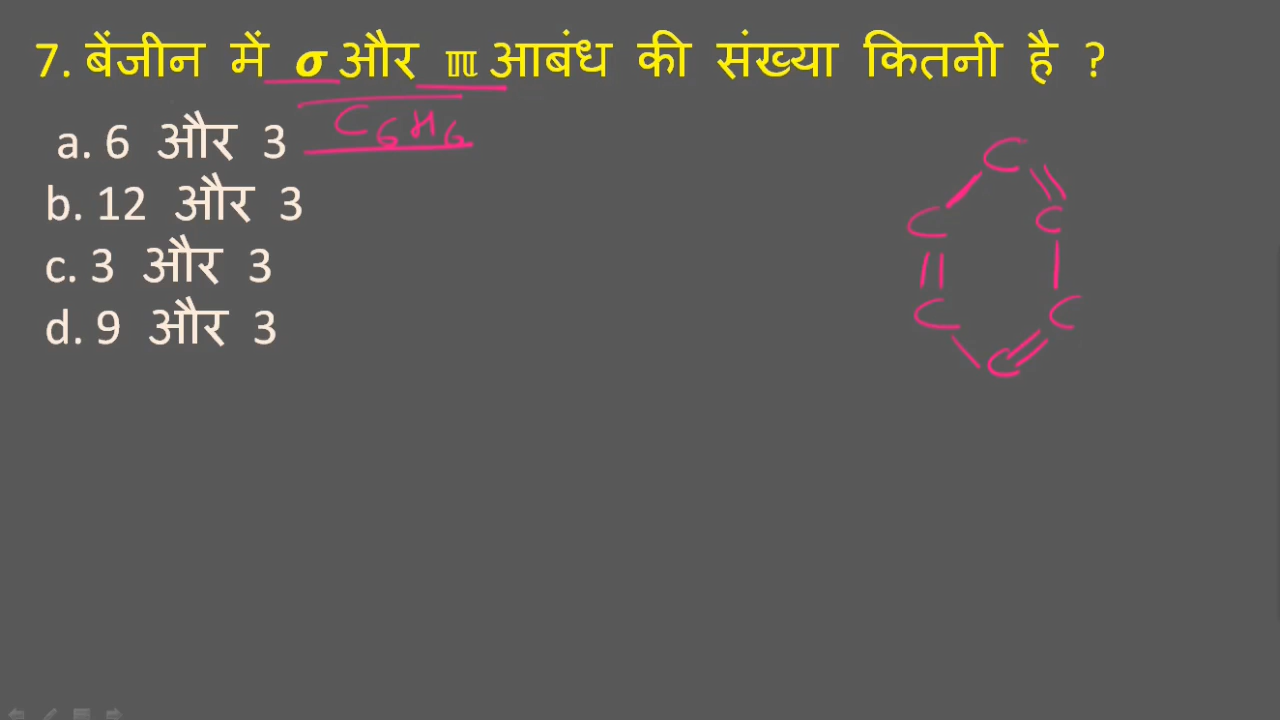 7. बेंजीन में σ और π आबंध की संख्या कितनी है ?
C6H6
a. 6 और 3
b. 12 और 3
c. 3 और 3
d. 9 और 3
C
C C
C C
C